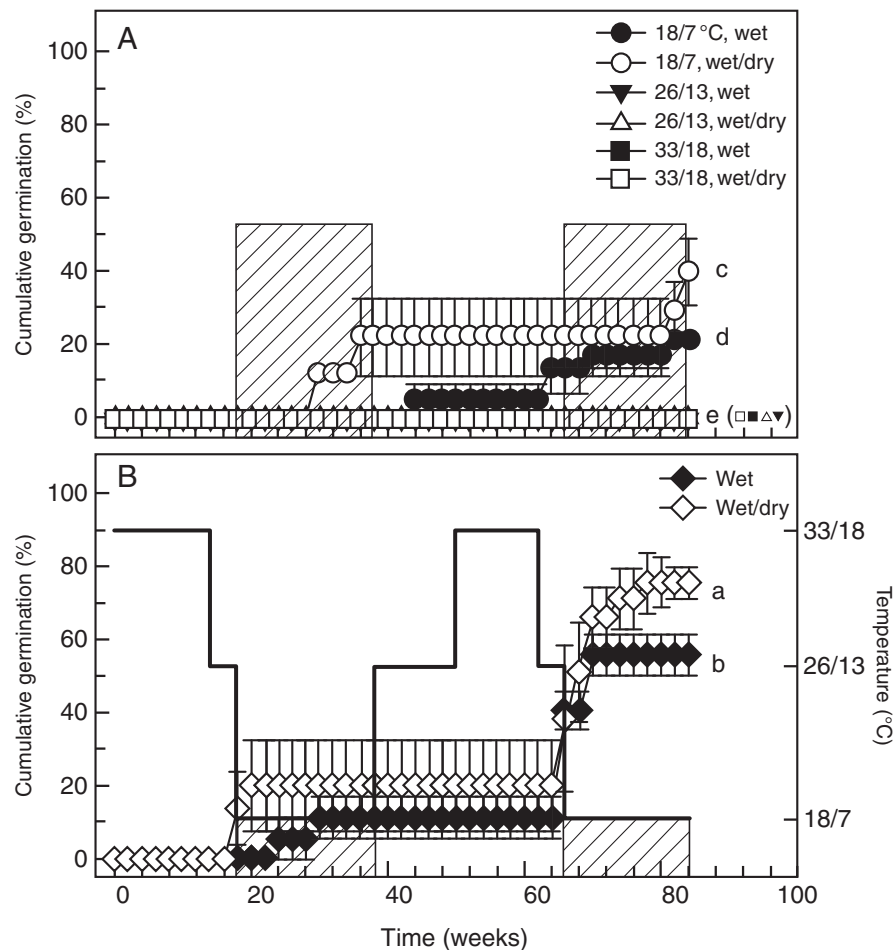 A
100
80
60
40
20
0
Cumulative germination (%)
18/7 °C, wet
18/7, wet/dry
26/13, wet
26/13, wet/dry
33/18, wet
33/18, wet/dry
c
d
e (□■△▼)
B
100
80
60
40
20
0
Cumulative germination (%)
Wet
Wet/dry
a
b
33/18
26/13
18/7
Temperature (°C)
0 20 40 60 80 100
Time (weeks)